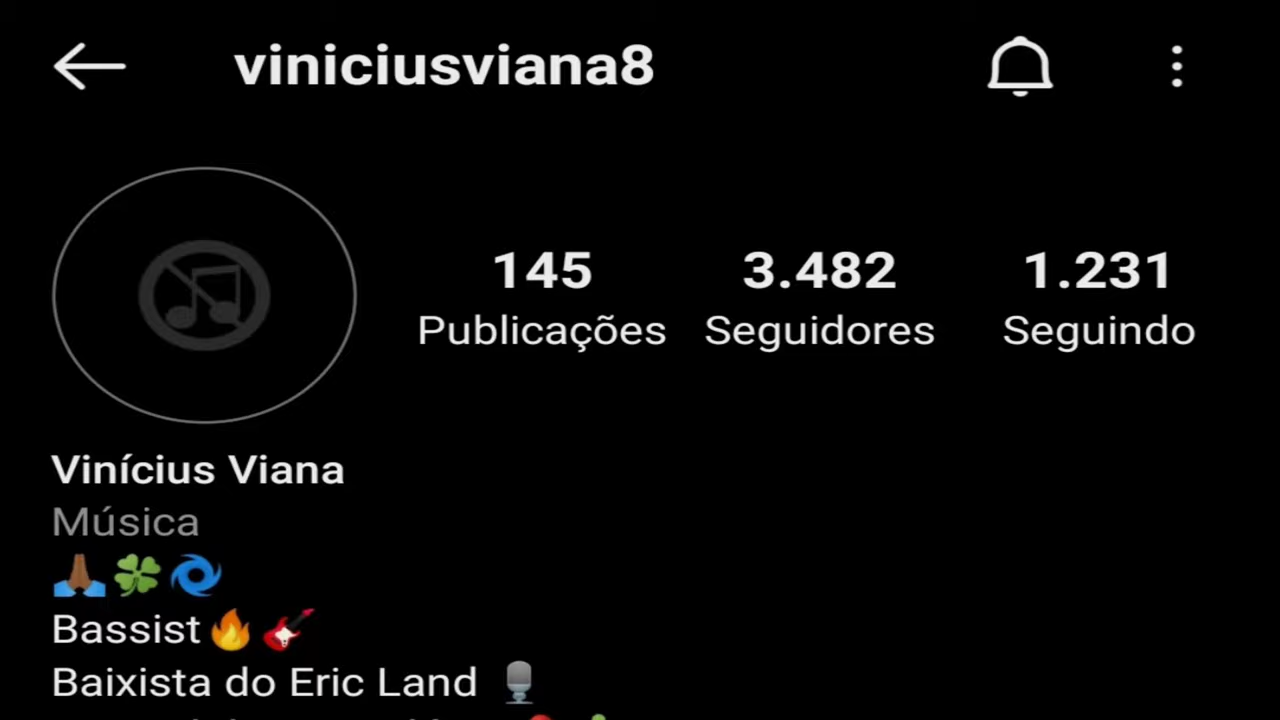 viniciusviana8
145 3.482 1.231
Publicações Seguidores Seguindo
Vinícius Viana
Música
🙏🏾🍀🌀
Bassist🔥🎸
Baixista do Eric Land 🎙️